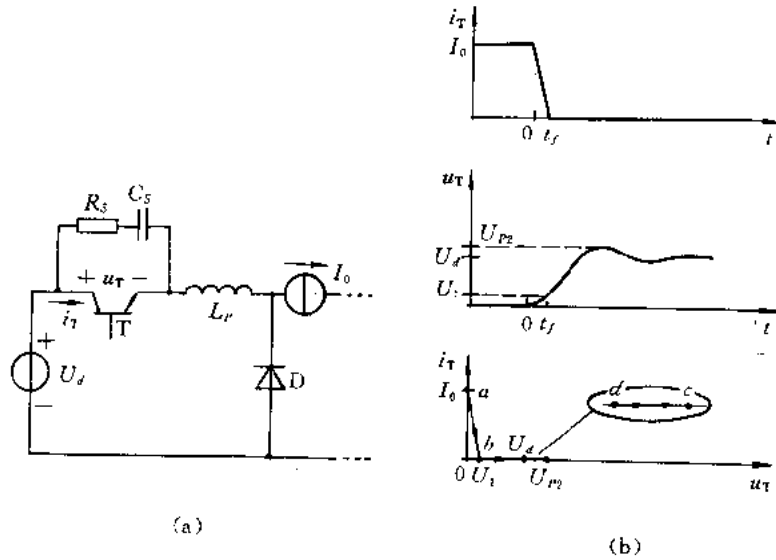 R_s C_s
+ u_T −
i_T T L_P I_0
+
U_d D
−
(a)
i_T
I_0
0 t_f t
u_T
U_P2
U_d
U_1
0 t_f t
i_T
I_0 a d c
b U_d
0 U_1 U_P2 u_T
(b)